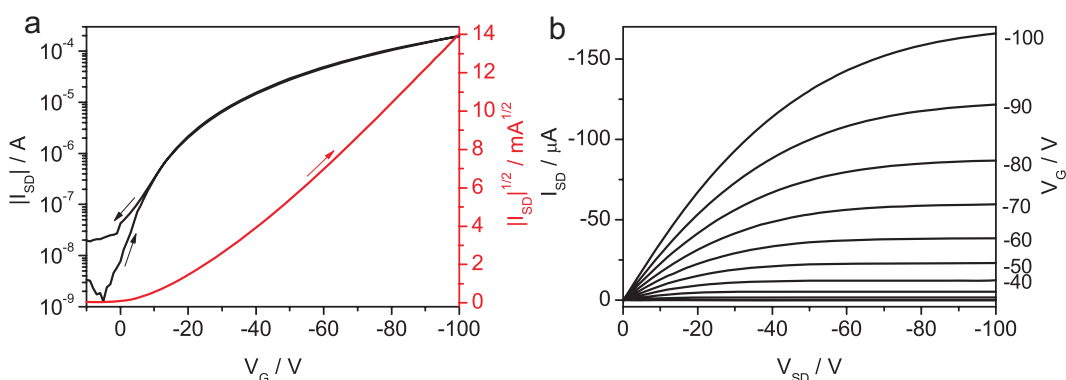 a
|I_SD| / A
10^-4
10^-5
10^-6
10^-7
10^-8
10^-9
0 -20 -40 -60 -80 -100
V_G / V
14
12
10
8
6
4
2
0
|I_SD|^1/2 / mA^1/2
b
I_SD / µA
-150
-100
-50
0
0 -20 -40 -60 -80 -100
V_SD / V
-100
-90
-80
-70
-60
-50
-40
V_G / V